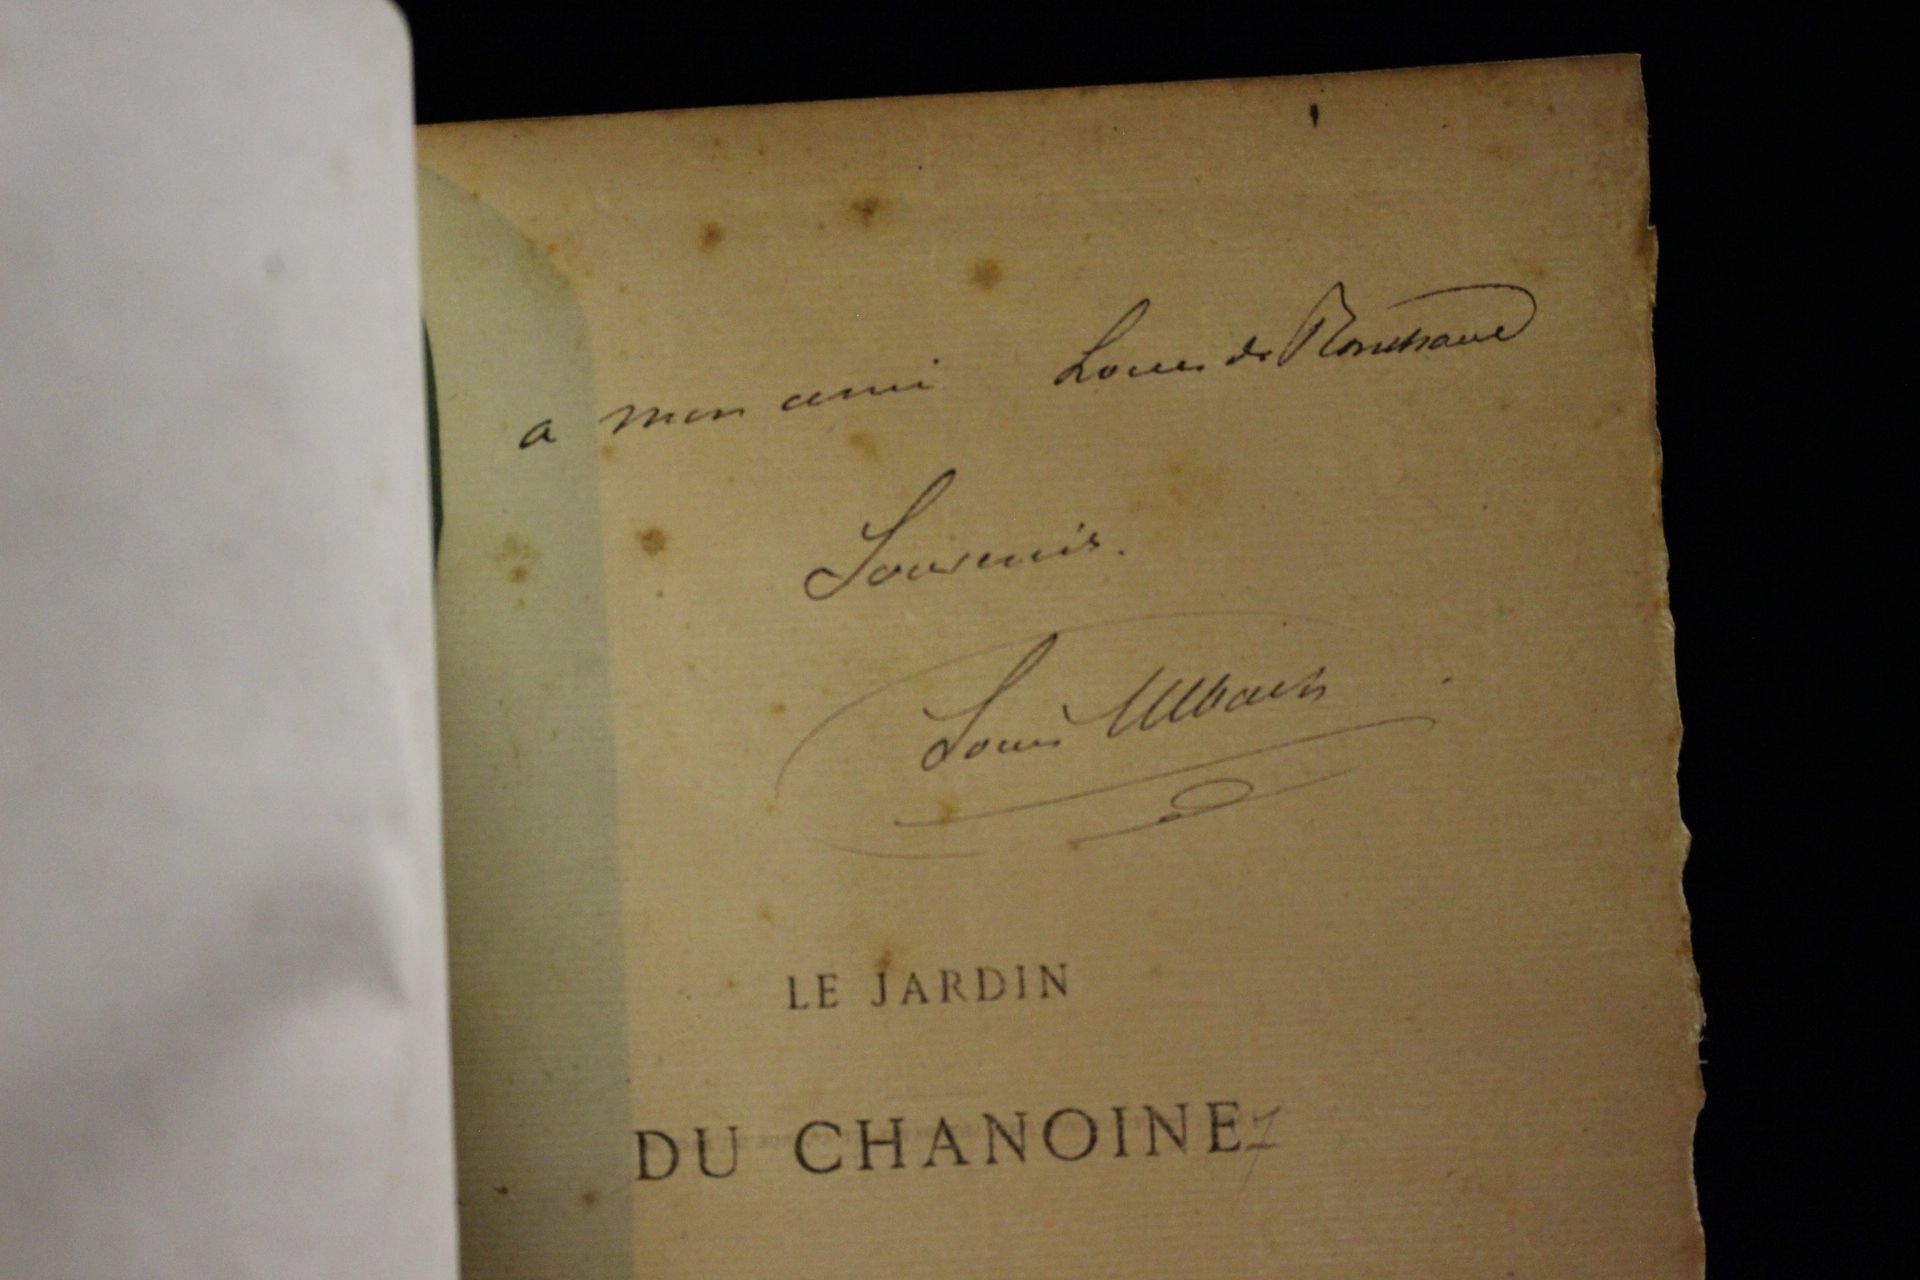 a mon ami Louis de Ronchaud
Souvenir.
Louis Ulbach
LE JARDIN
DU CHANOINE